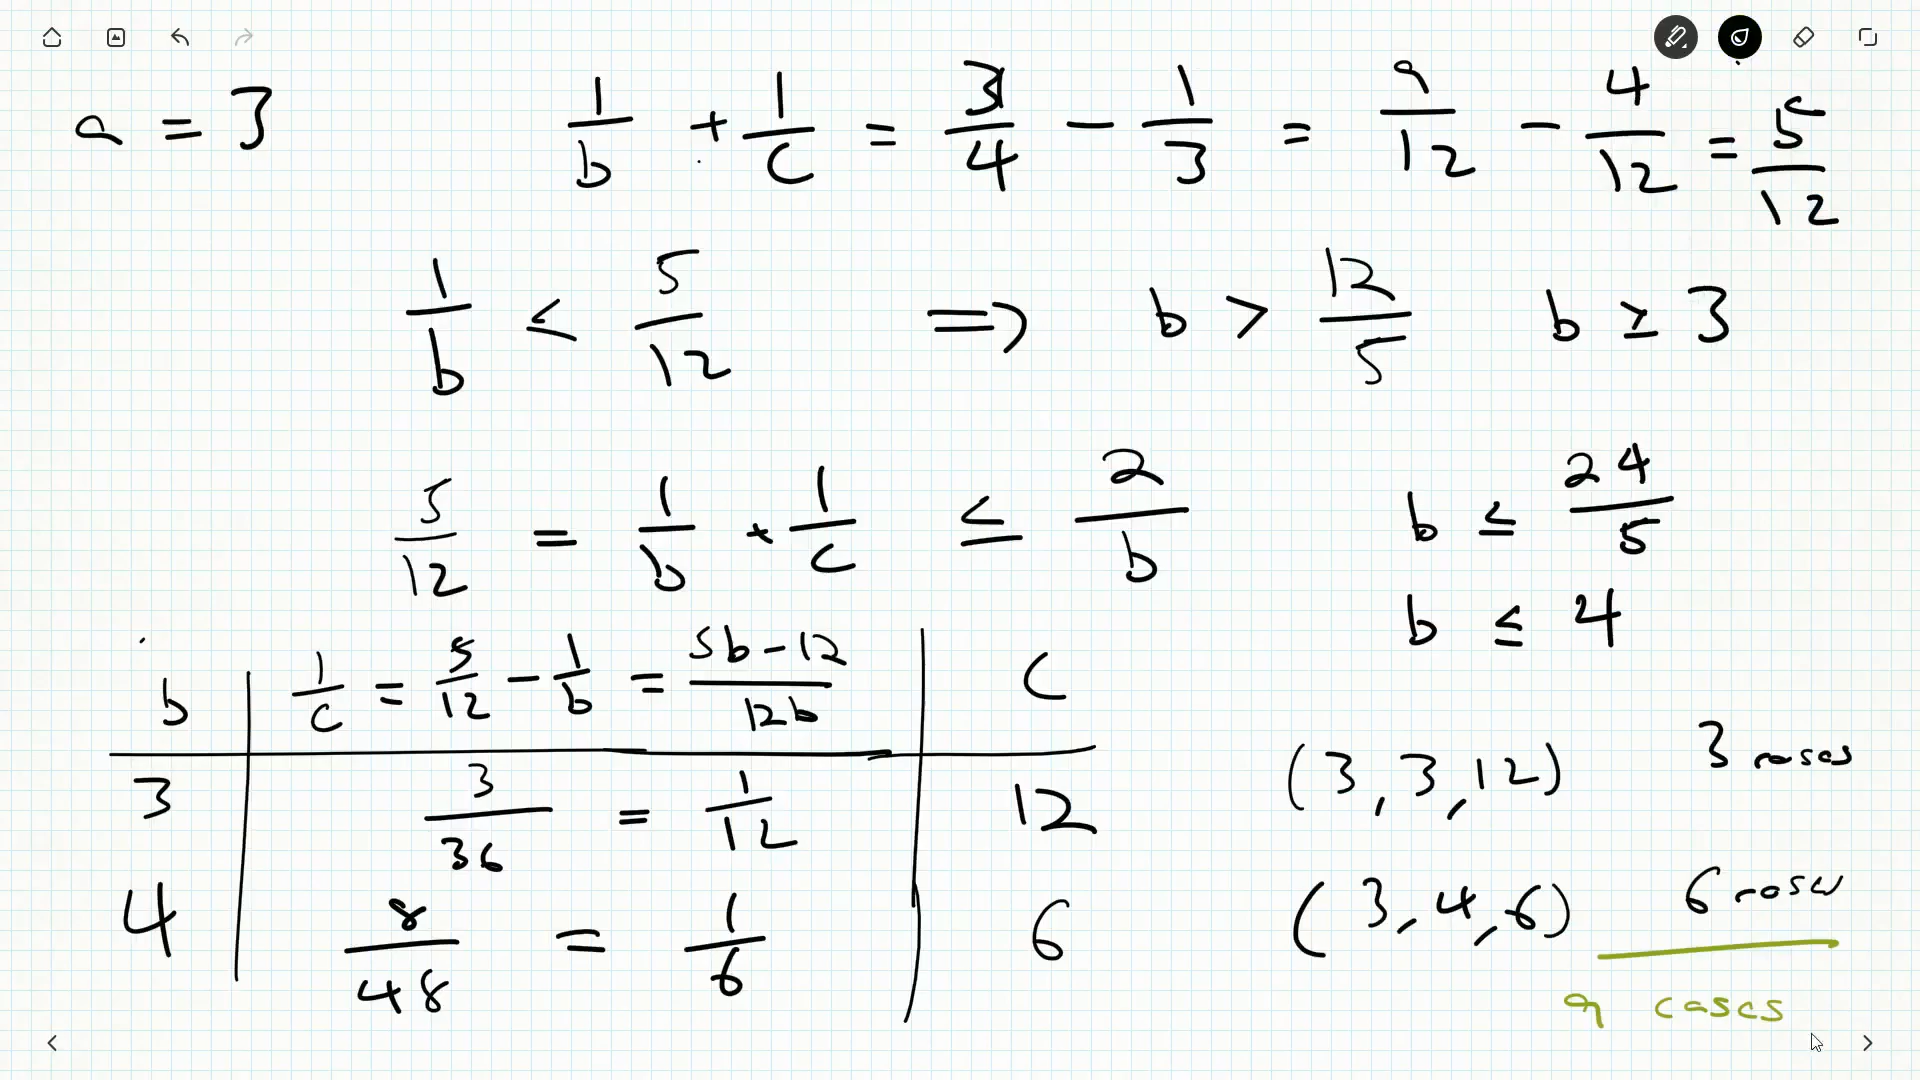 a = 3    1/b + 1/c = 3/4 − 1/3 = 9/12 − 4/12 = 5/12
1/b ≤ 5/12 ⟹ b > 12/5    b ≥ 3
5/12 = 1/b + 1/c ≤ 2/b    b ≤ 24/5
b ≤ 4
b | 1/c = 5/12 − 1/b = (5b − 12)/12b | c
3 | 3/36 = 1/12 | 12    (3, 3, 12)    3 cases
4 | 8/48 = 1/6 | 6    (3, 4, 6)    6
9 cases